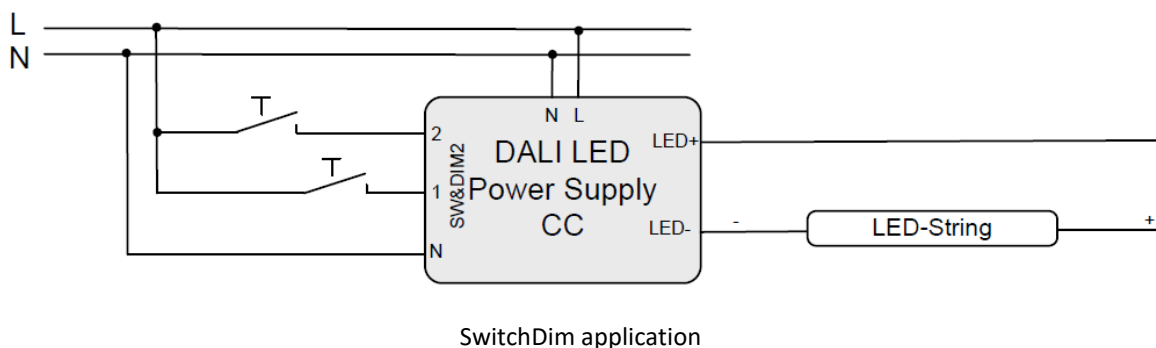 L
N
T
T
N L
2
1
N
SW&DIM2
DALI LED
Power Supply
CC
LED+
LED-
-
LED-String
+
SwitchDim application